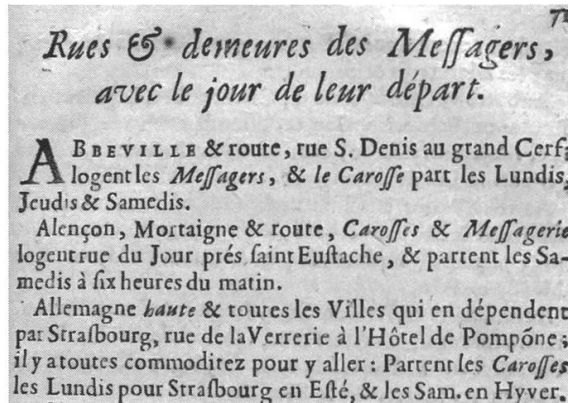 Rues & demeures des Meſſagers,
avec le jour de leur départ.
ABBEVILLE & route, rue S. Denis au grand Cerf;
logent les Meſſagers, & le Caroſſe part les Lundis,
Jeudis & Samedis.
Alençon, Mortaigne & route, Caroſſes & Meſſagerie
logent rue du Jour prés ſaint Euſtache, & partent les Sa-
medis à ſix heures du matin.
Allemagne haute & toutes les Villes qui en dépendent
par Straſbourg, rue de la Verrerie à l'Hôtel de Pompōne;
il y a toutes commoditez pour y aller : Partent les Caroſſes
les Lundis pour Straſbourg en Eſté, & les Sam. en Hyver.